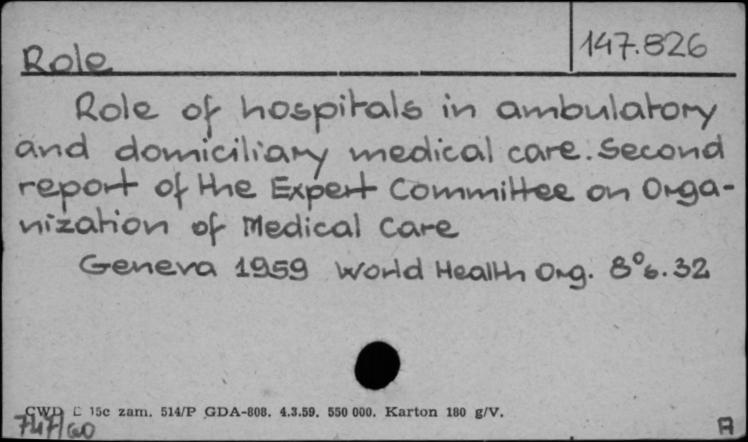 147.826
Role
Role of hospitals in ambulatory
and domiciliary medical care. Second
report of the Expert Committee on Orga-
nization of Medical Care
Geneva 1959 World Health Org. 8°s. 32
CWD Ł 15c zam. 514/P GDA-808. 4.3.59. 550 000. Karton 180 g/V.
747/60
A